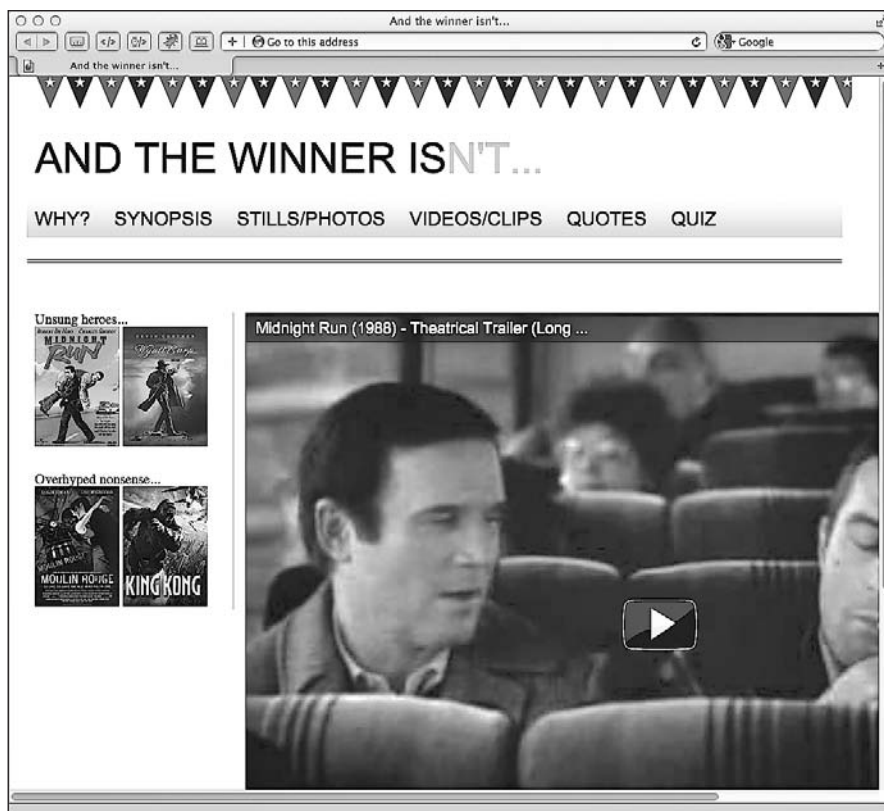 And the winner isn't...
Go to this address
Google
And the winner isn't...
AND THE WINNER ISN'T...
WHY? SYNOPSIS STILLS/PHOTOS VIDEOS/CLIPS QUOTES QUIZ
Unsung heroes...
MIDNIGHT
RUN
Wyatt Earp
Overhyped nonsense...
MOULIN ROUGE
KING KONG
Midnight Run (1988) - Theatrical Trailer (Long ...